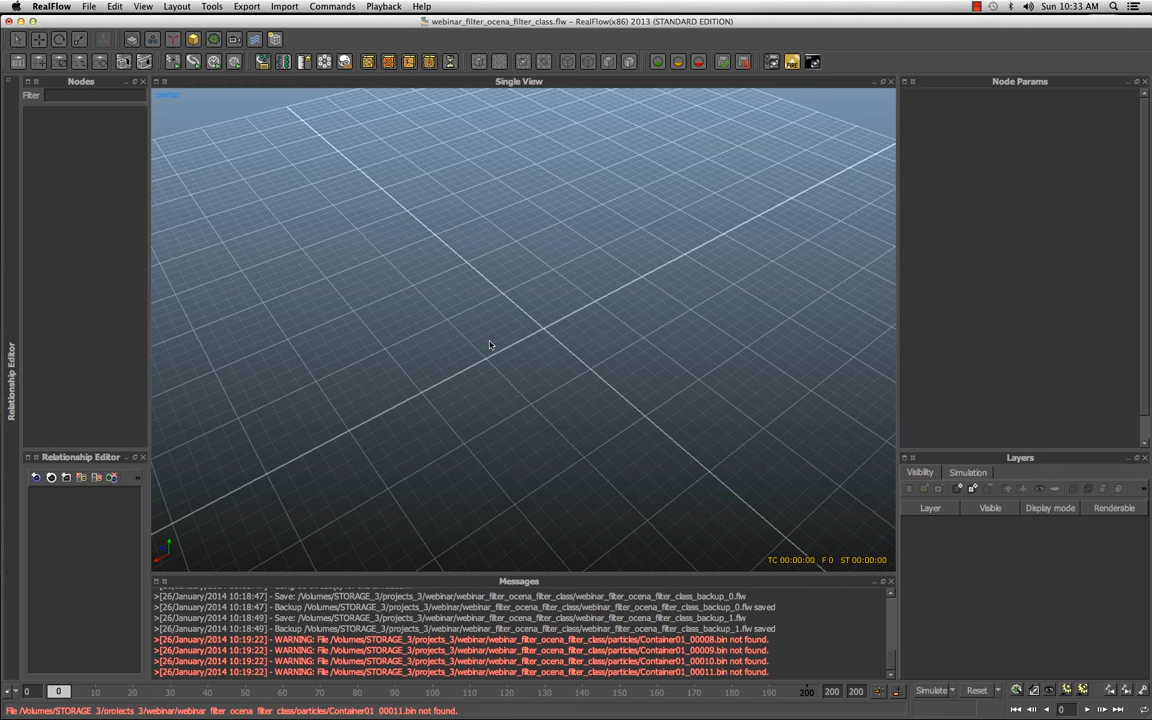 RealFlow File Edit View Layout Tools Export Import Commands Playback Help Sun 10:33 AM
webinar_filter_ocena_filter_class.flw – RealFlow(x86) 2013 (STANDARD EDITION)
FIRE
Nodes
Single View
Node Params
Filter
persp
Relationship Editor
Relationship Editor
Layers
Visibility Simulation
Layer Visible Display mode Renderable
TC 00:00:00 F 0 ST 00:00:00
Messages
>[26/January/2014 10:18:47] - Save: /Volumes/STORAGE_3/projects_3/webinar/webinar_filter_ocena_filter_class/webinar_filter_ocena_filter_class_backup_0.flw
>[26/January/2014 10:18:47] - Backup /Volumes/STORAGE_3/projects_3/webinar/webinar_filter_ocena_filter_class/webinar_filter_ocena_filter_class_backup_0.flw saved
>[26/January/2014 10:18:49] - Save: /Volumes/STORAGE_3/projects_3/webinar/webinar_filter_ocena_filter_class/webinar_filter_ocena_filter_class_backup_1.flw
>[26/January/2014 10:18:49] - Backup /Volumes/STORAGE_3/projects_3/webinar/webinar_filter_ocena_filter_class/webinar_filter_ocena_filter_class_backup_1.flw saved
>[26/January/2014 10:19:22] - WARNING: File /Volumes/STORAGE_3/projects_3/webinar/webinar_filter_ocena_filter_class/particles/Container01_00008.bin not found.
>[26/January/2014 10:19:22] - WARNING: File /Volumes/STORAGE_3/projects_3/webinar/webinar_filter_ocena_filter_class/particles/Container01_00009.bin not found.
>[26/January/2014 10:19:22] - WARNING: File /Volumes/STORAGE_3/projects_3/webinar/webinar_filter_ocena_filter_class/particles/Container01_00010.bin not found.
>[26/January/2014 10:19:22] - WARNING: File /Volumes/STORAGE_3/projects_3/webinar/webinar_filter_ocena_filter_class/particles/Container01_00011.bin not found.
0 0 10 20 30 40 50 60 70 80 90 100 110 120 130 140 150 160 170 180 190 200 200 200 Simulate Reset
File /Volumes/STORAGE_3/projects_3/webinar/webinar_filter_ocena_filter_class/particles/Container01_00011.bin not found.
0